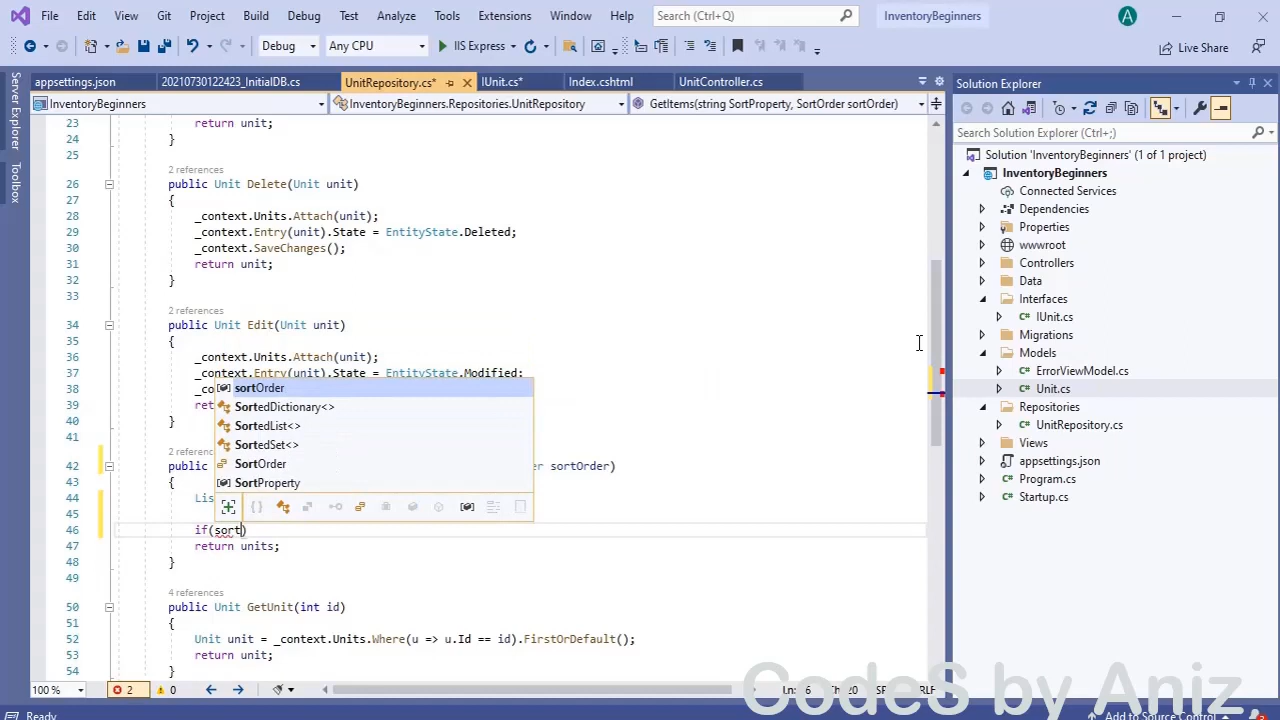 File Edit View Git Project Build Debug Test Analyze Tools Extensions Window Help Search (Ctrl+Q) InventoryBeginners A
Debug Any CPU IIS Express Live Share
Server Explorer
Toolbox
appsettings.json 20210730122423_InitialDB.cs UnitRepository.cs* IUnit.cs* Index.cshtml UnitController.cs
InventoryBeginners InventoryBeginners.Repositories.UnitRepository GetItems(string SortProperty, SortOrder sortOrder)
23 return unit;
24 }
25
2 references
26 public Unit Delete(Unit unit)
27 {
28 _context.Units.Attach(unit);
29 _context.Entry(unit).State = EntityState.Deleted;
30 _context.SaveChanges();
31 return unit;
32 }
33
2 references
34 public Unit Edit(Unit unit)
35 {
36 _context.Units.Attach(unit);
37 _context.Entry(unit).State = EntityState.Modified;
38 _co
39 ret
40 }
41
2 reference
42 public sortOrder)
43 {
44 Lis
45
46 if(sort)
47 return units;
48 }
49
4 references
50 public Unit GetUnit(int id)
51 {
52 Unit unit = _context.Units.Where(u => u.Id == id).FirstOrDefault();
53 return unit;
54 }
sortOrder
SortedDictionary<>
SortedList<>
SortedSet<>
SortOrder
SortProperty
100 % 2 0
Ready
Add to Source Control
Solution Explorer
Search Solution Explorer (Ctrl+;)
Solution 'InventoryBeginners' (1 of 1 project)
InventoryBeginners
Connected Services
Dependencies
Properties
wwwroot
Controllers
Data
Interfaces
IUnit.cs
Migrations
Models
ErrorViewModel.cs
Unit.cs
Repositories
UnitRepository.cs
Views
appsettings.json
Program.cs
Startup.cs
CodeS by Aniz.